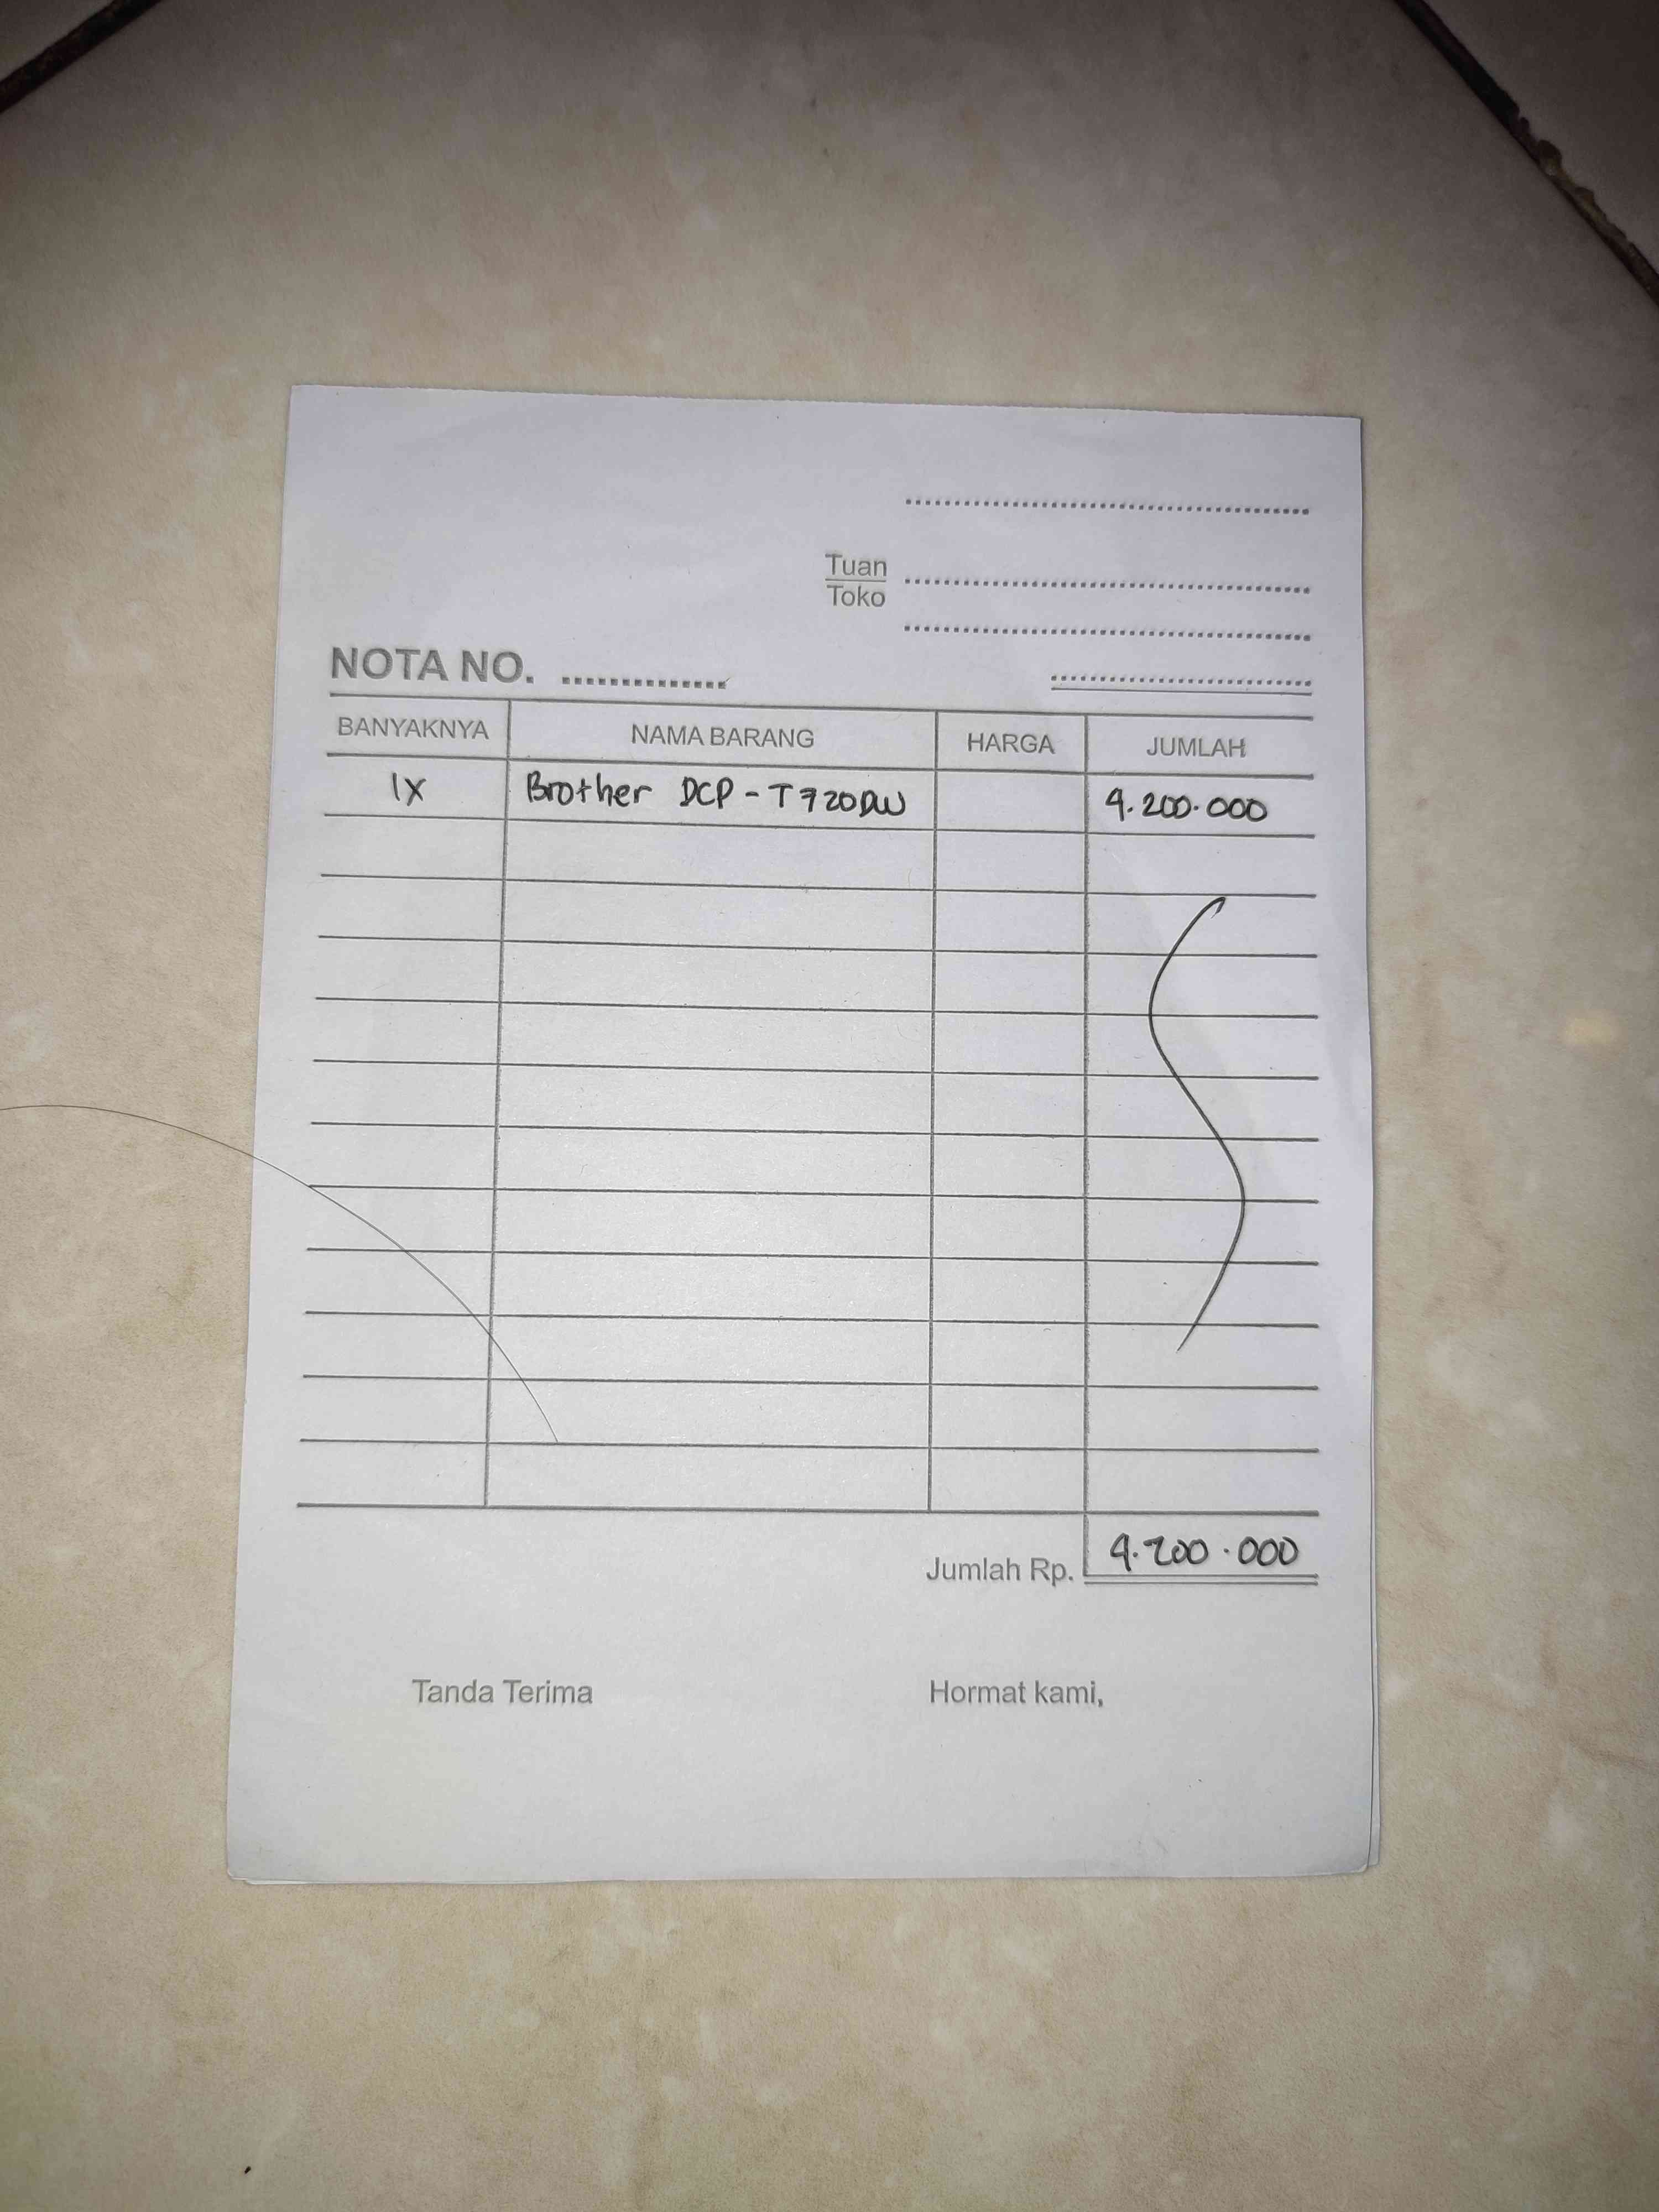 Tuan
Toko
NOTA NO.
BANYAKNYA NAMA BARANG HARGA JUMLAH
1X Brother DCP-T720DW 4.200.000
Jumlah Rp. 4.200.000
Tanda Terima Hormat kami,